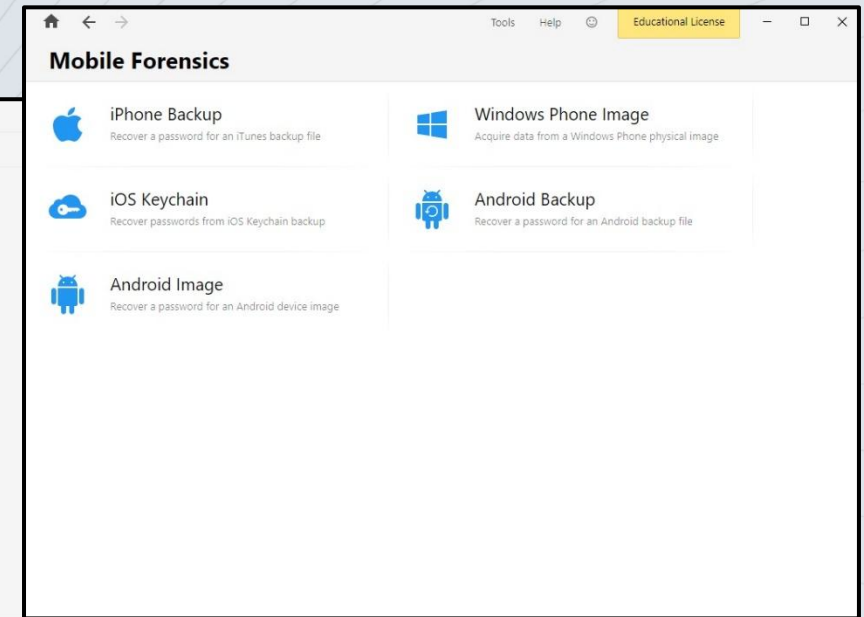 Tools Help Educational License
Mobile Forensics
iPhone Backup
Recover a password for an iTunes backup file
Windows Phone Image
Acquire data from a Windows Phone physical image
iOS Keychain
Recover passwords from iOS Keychain backup
Android Backup
Recover a password for an Android backup file
Android Image
Recover a password for an Android device image